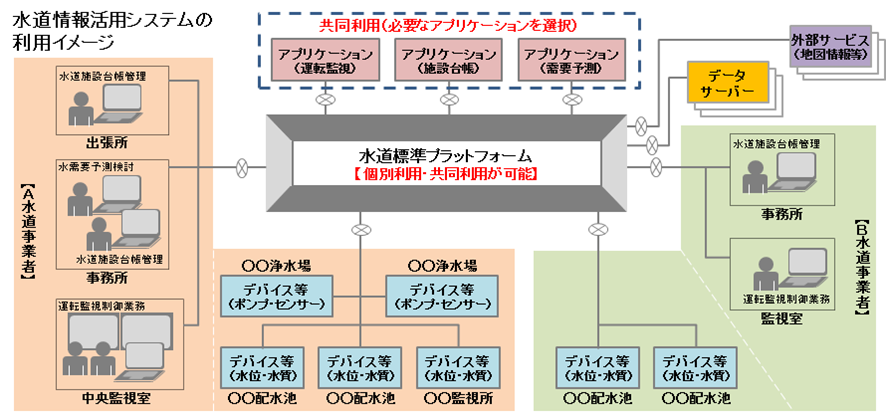 水道情報活用システムの
利用イメージ
共同利用(必要なアプリケーションを選択)
アプリケーション
(運転監視)
アプリケーション
(施設台帳)
アプリケーション
(需要予測)
外部サービス
(地図情報等)
データ
サーバー
水道標準プラットフォーム
【個別利用・共同利用が可能】
【A水道事業者】
水道施設台帳管理
出張所
水需要予測検討
水道施設台帳管理
事務所
運転監視制御業務
中央監視室
〇〇浄水場
デバイス等
(ポンプ・センサー)
〇〇浄水場
デバイス等
(ポンプ・センサー)
デバイス等
(水位・水質)
〇〇配水池
デバイス等
(水位・水質)
〇〇配水池
デバイス等
(水位・水質)
〇〇監視所
デバイス等
(水位・水質)
〇〇配水池
デバイス等
(水位・水質)
〇〇配水池
水道施設台帳管理
事務所
運転監視制御業務
監視室
【B水道事業者】